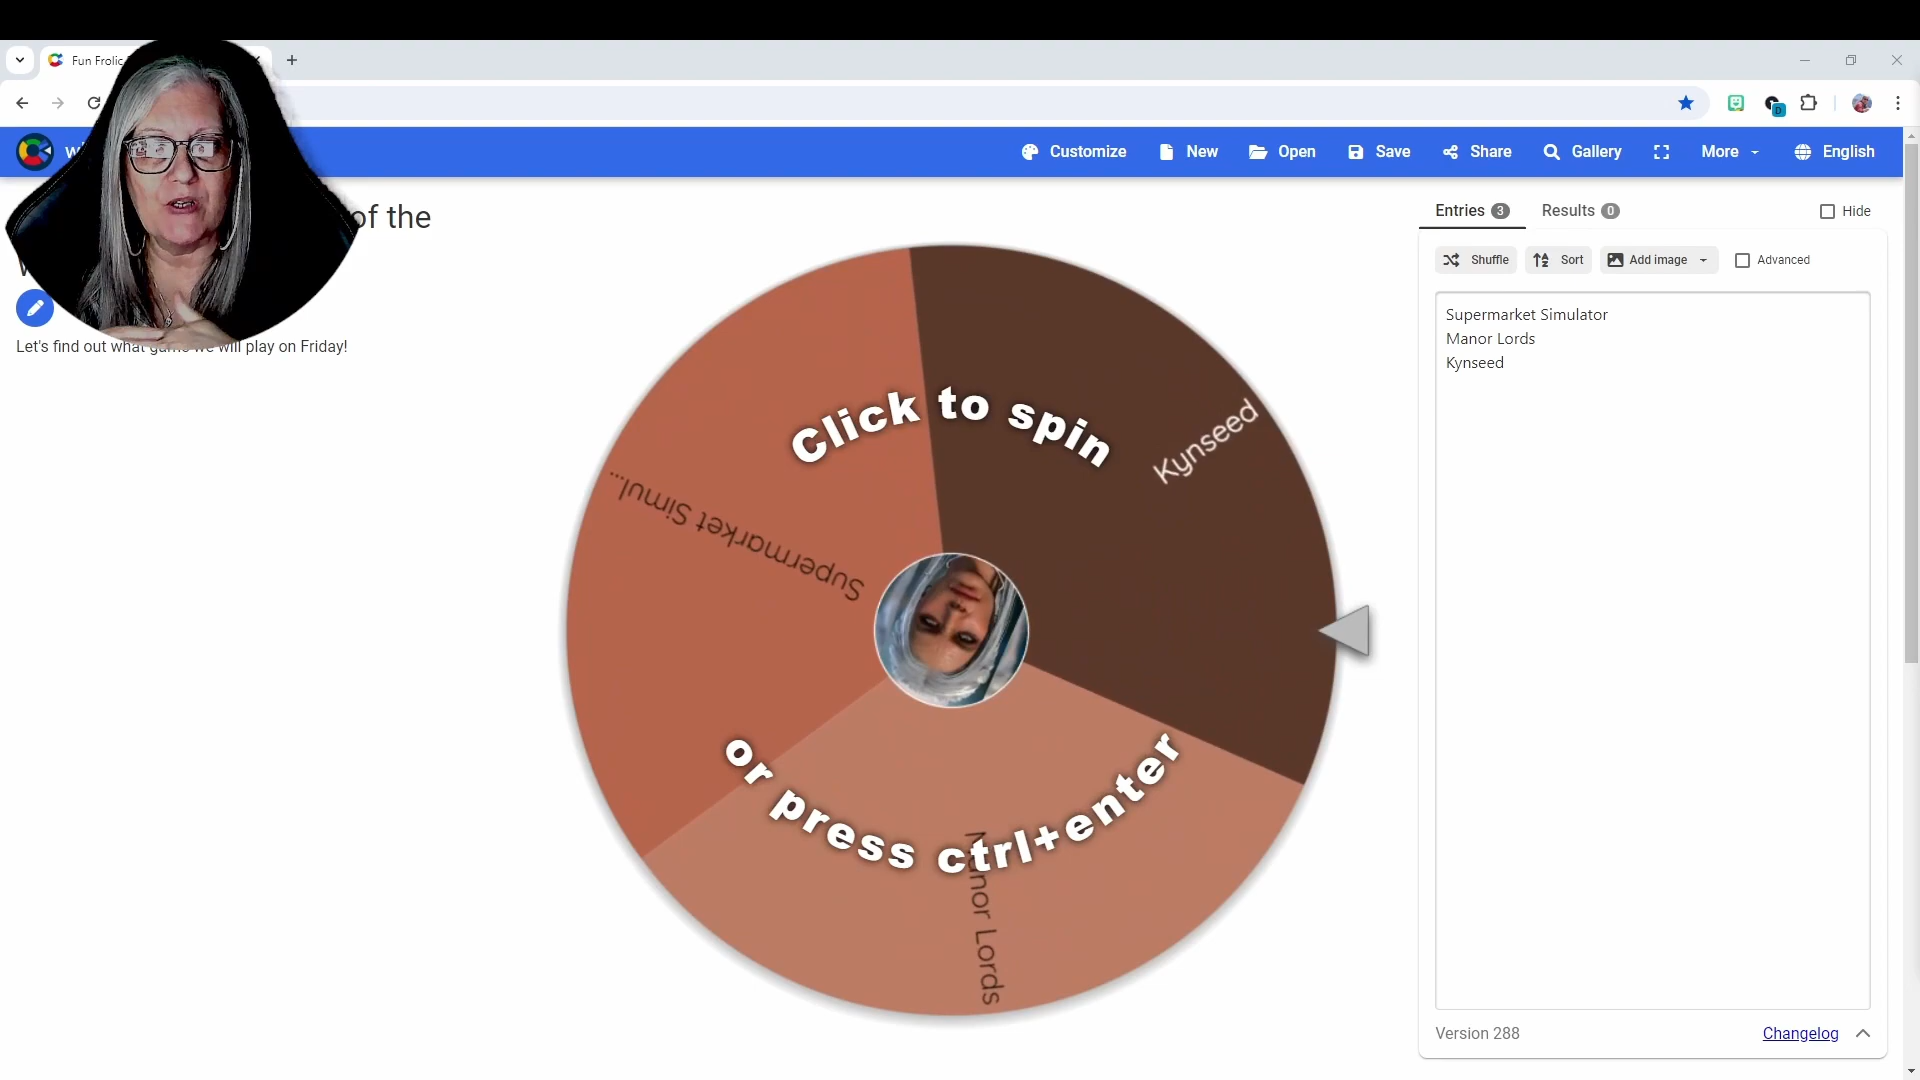 Fun Frolic
Customize
New
Open
Save
Share
Gallery
More
English
of the
Let's find out what game we will play on Friday!
Click to spin
or press ctrl+enter
Kynseed
Supermarket Simul...
Manor Lords
Entries 3
Results 0
Hide
Shuffle
Sort
Add image
Advanced
Supermarket Simulator
Manor Lords
Kynseed
Version 288
Changelog